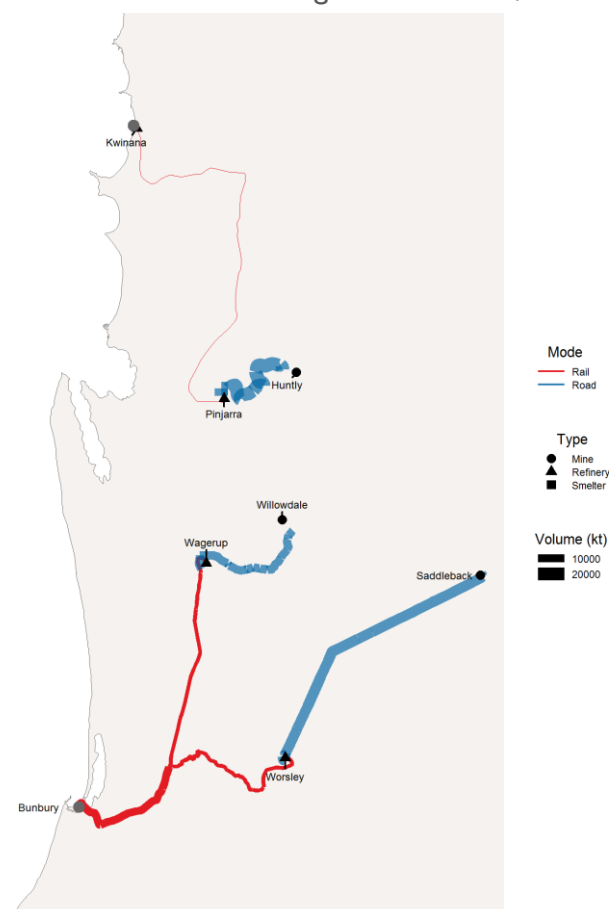 Kwinana
Huntly
Pinjarra
Willowdale
Wagerup
Saddleback
Worsley
Bunbury
Mode
Rail
Road
Type
Mine
Refinery
Smelter
Volume (kt)
10000
20000